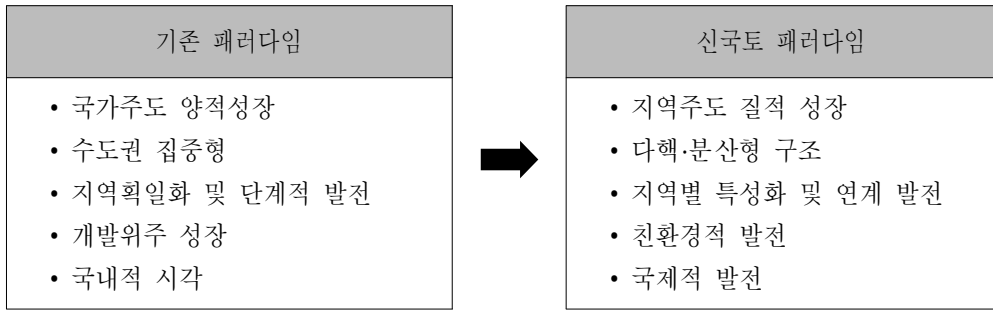 기존 패러다임
• 국가주도 양적성장
• 수도권 집중형
• 지역획일화 및 단계적 발전
• 개발위주 성장
• 국내적 시각
신국토 패러다임
• 지역주도 질적 성장
• 다핵·분산형 구조
• 지역별 특성화 및 연계 발전
• 친환경적 발전
• 국제적 발전